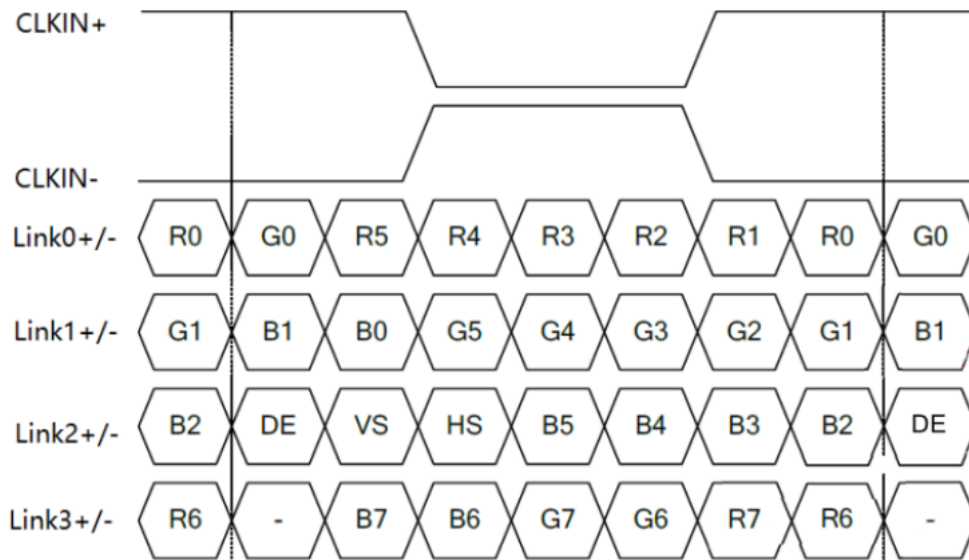 CLKIN+
CLKIN-
Link0+/- R0 G0 R5 R4 R3 R2 R1 R0 G0
Link1+/- G1 B1 B0 G5 G4 G3 G2 G1 B1
Link2+/- B2 DE VS HS B5 B4 B3 B2 DE
Link3+/- R6 - B7 B6 G7 G6 R7 R6 -